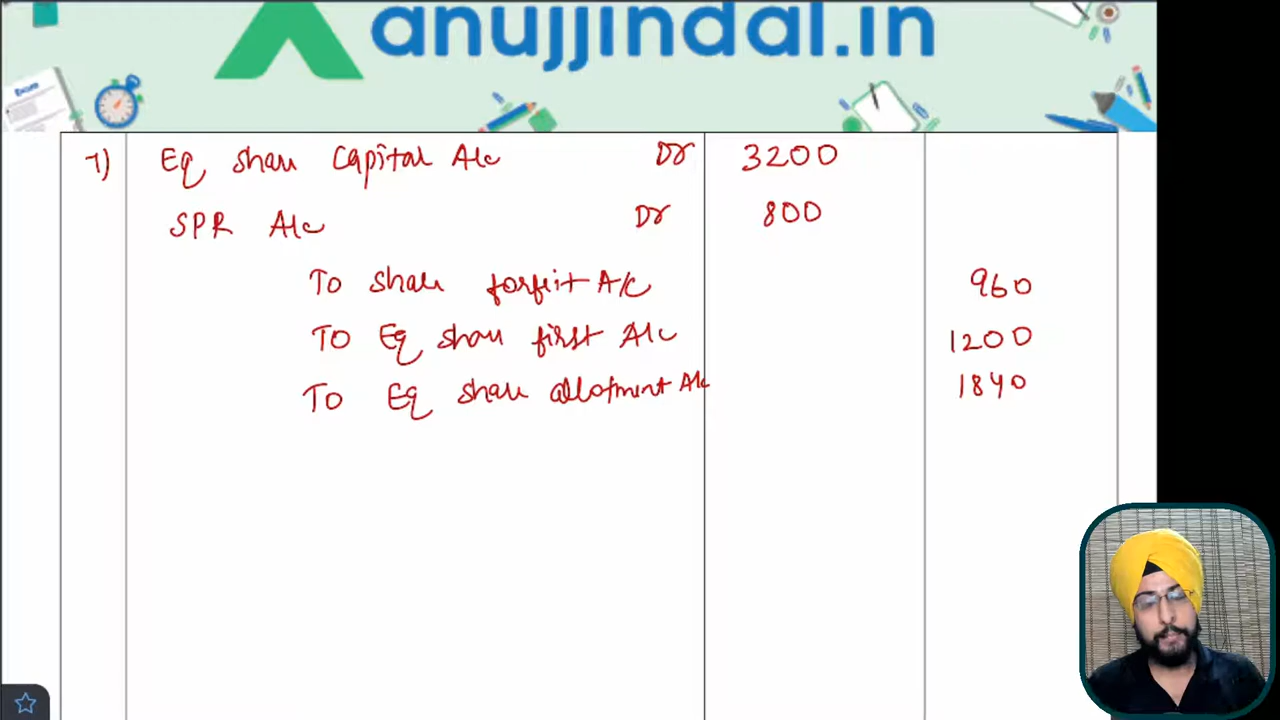 anujjindal.in
7) Eq share Capital A/c Dr 3200
SPR A/c Dr 800
To share forfeit A/c 960
To Eq share first A/c 1200
To Eq share allotment A/c 1840